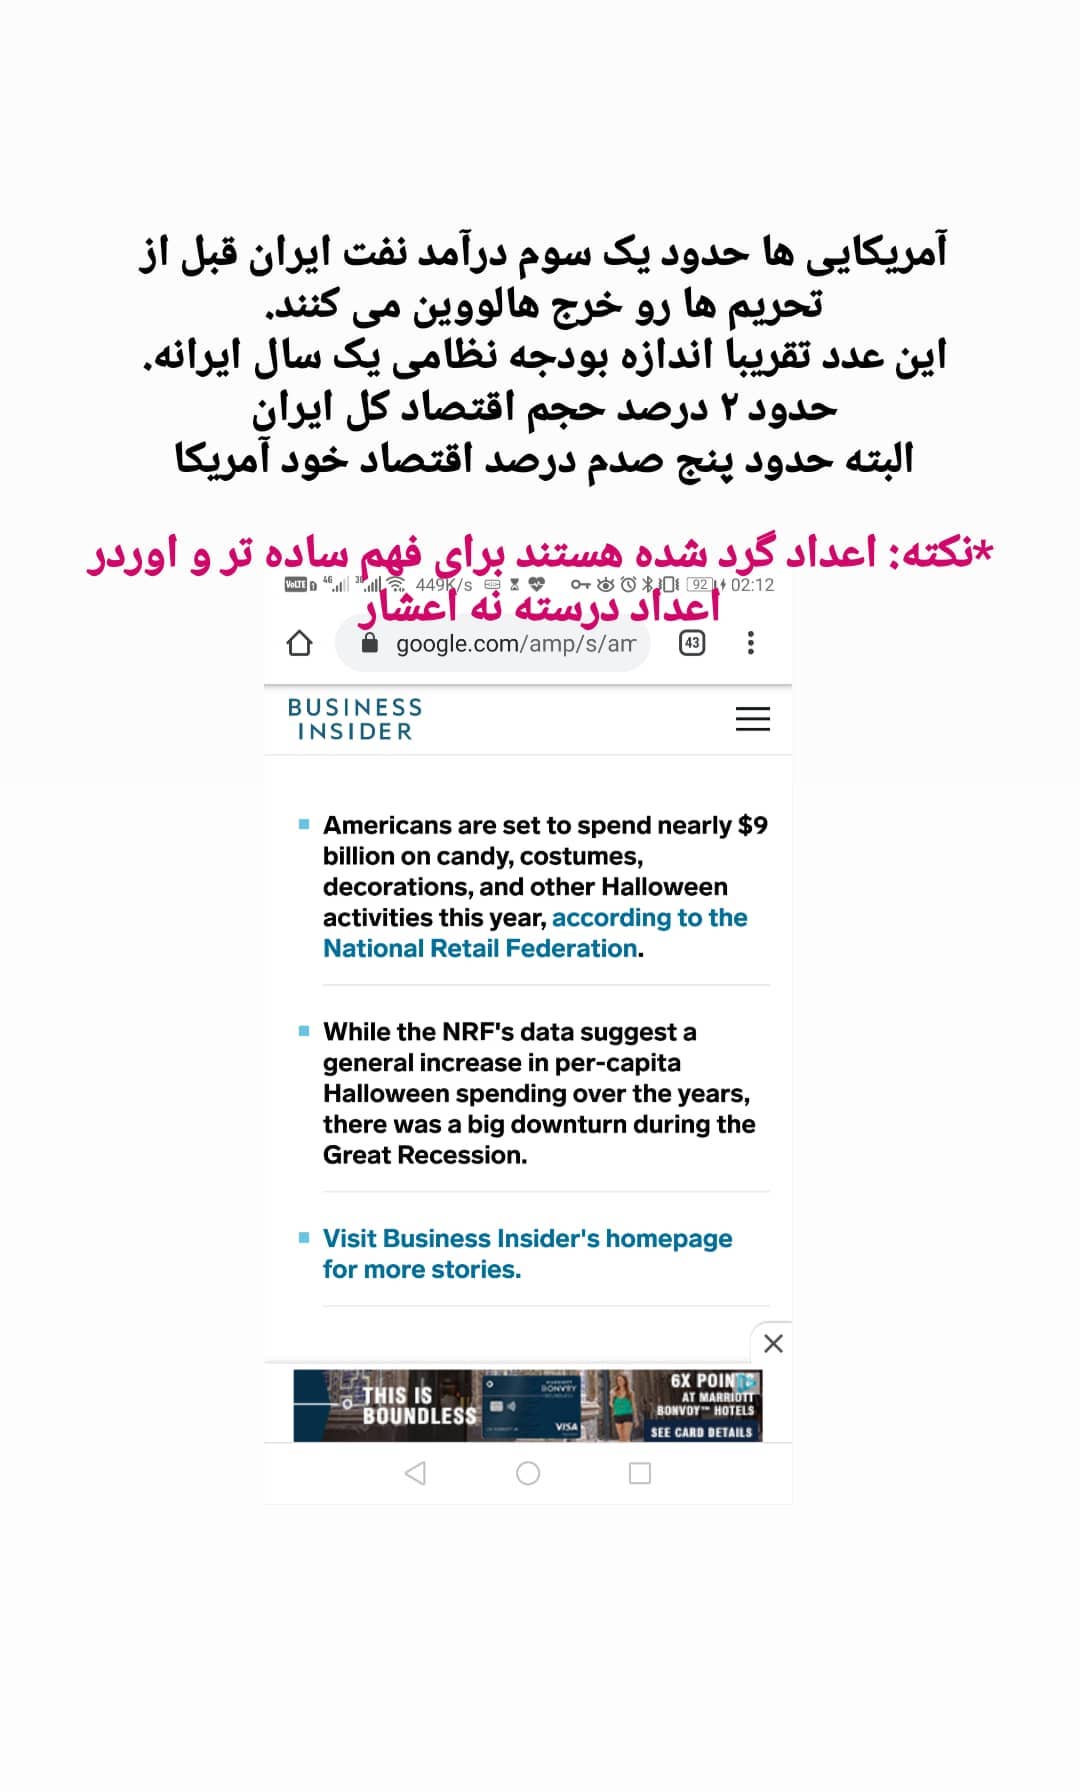 آمریکایی ها حدود یک سوم درآمد نفت ایران قبل از
تحریم ها رو خرج هالووین می کنند.
این عدد تقریبا اندازه بودجه نظامی یک سال ایرانه.
حدود ۲ درصد حجم اقتصاد کل ایران
البته حدود پنج صدم درصد اقتصاد خود آمریکا
*نکته: اعداد گرد شده هستند برای فهم ساده تر و اوردر
اعداد درسته نه اعشار
VoLTE 4G 3G 449K/s 92 02:12
google.com/amp/s/am 43
BUSINESS
INSIDER
Americans are set to spend nearly $9
billion on candy, costumes,
decorations, and other Halloween
activities this year, according to the
National Retail Federation.
While the NRF's data suggest a
general increase in per-capita
Halloween spending over the years,
there was a big downturn during the
Great Recession.
Visit Business Insider's homepage
for more stories.
THIS IS
BOUNDLESS
BONVOY
VISA
6X POINTS
AT MARRIOTT
BONVOY™ HOTELS
SEE CARD DETAILS